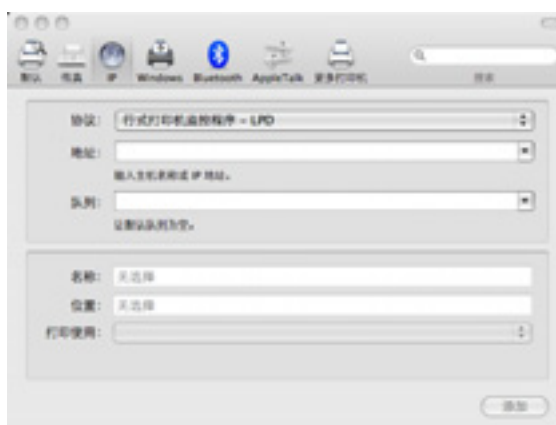 默认 传真 IP Windows Bluetooth AppleTalk 更多打印机 搜索
协议: 行式打印机监控程序 - LPD
地址:
输入主机名称或 IP 地址。
队列:
让默认队列为空。
名称: 无选择
位置: 无选择
打印使用:
添加